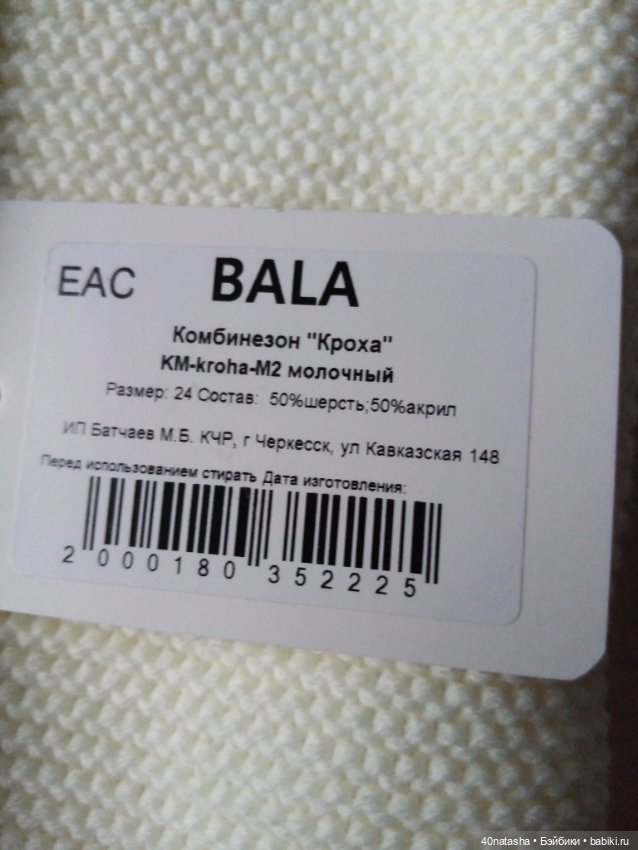 EAC BALA
Комбинезон "Кроха"
KM-kroha-M2 молочный
Размер: 24 Состав: 50%шерсть;50%акрил
ИП Батчаев М.Б. КЧР, г Черкесск, ул Кавказская 148
Перед использованием стирать Дата изготовления:
2 000180 352225
40natasha • Бэйбики • babiki.ru